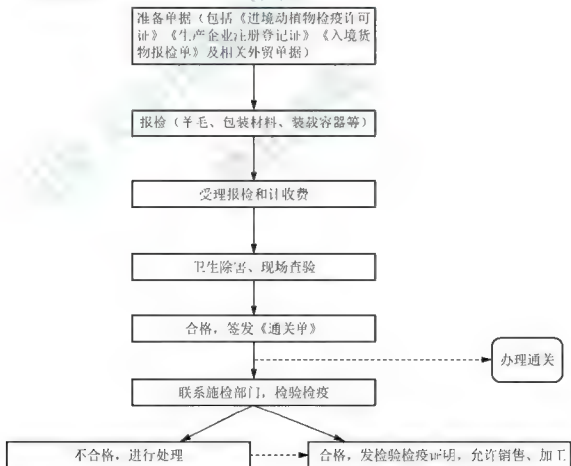 准备单据（包括《进境动植物检疫许可
证》《生产企业注册登记证》《入境货
物报检单》及相关外贸单据）
报检（羊毛、包装材料、装载容器等）
受理报检和计收费
卫生除害、现场查验
合格，签发《通关单》
办理通关
联系施检部门，检验检疫
不合格，进行处理
合格，发检验检疫证明，允许销售、加工